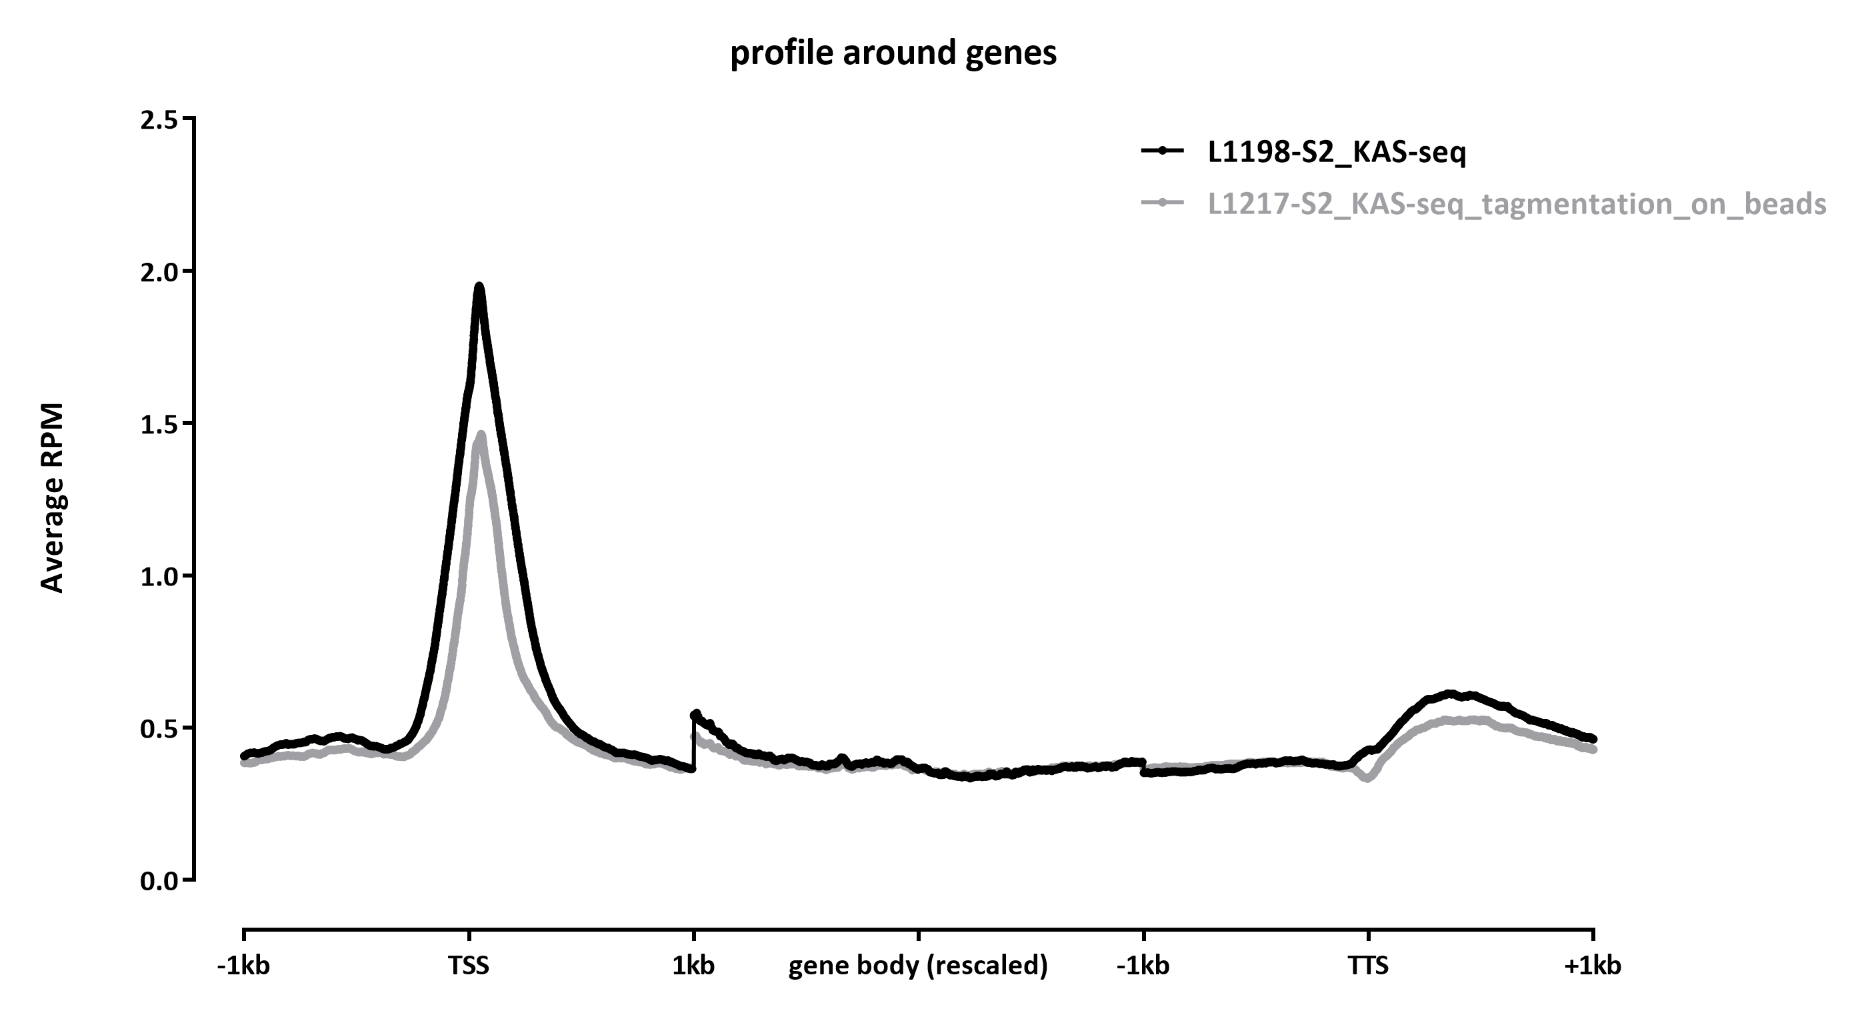 profile around genes
L1198-S2_KAS-seq
L1217-S2_KAS-seq_tagmentation_on_beads
Average RPM
2.5
2.0
1.5
1.0
0.5
0.0
-1kb TSS 1kb gene body (rescaled) -1kb TTS +1kb